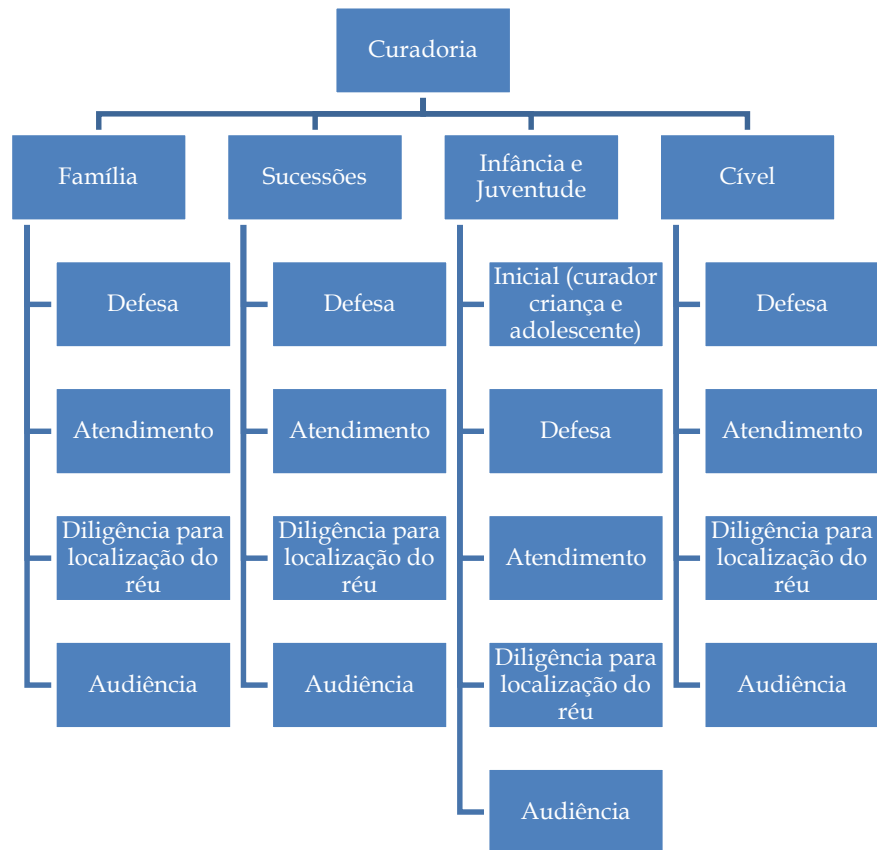 Curadoria
Família
Defesa
Atendimento
Diligência para
localização do
réu
Audiência
Sucessões
Defesa
Atendimento
Diligência para
localização do
réu
Audiência
Infância e
Juventude
Inicial (curador
criança e
adolescente)
Defesa
Atendimento
Diligência para
localização do
réu
Audiência
Cível
Defesa
Atendimento
Diligência para
localização do
réu
Audiência